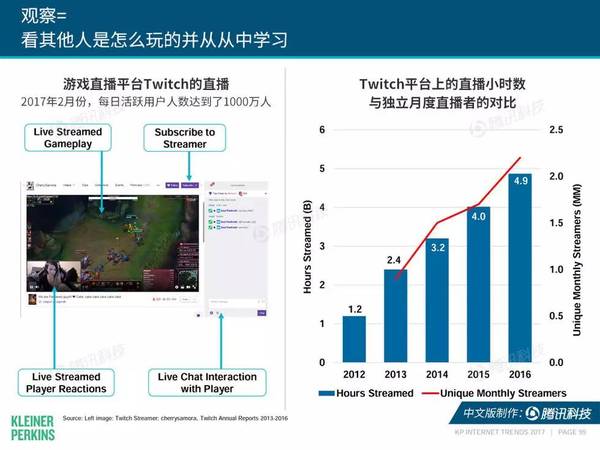 观察=
看其他人是怎么玩的并从从中学习
游戏直播平台Twitch的直播
2017年2月份，每日活跃用户人数达到了1000万人
Live Streamed
Gameplay
Subscribe to
Streamer
Live Streamed
Player Reactions
Live Chat Interaction
with Player
Twitch平台上的直播小时数
与独立月度直播者的对比
Hours Streamed (B)
6
5
4
3
2
1
0
1.2
2.4
3.2
4.0
4.9
2012
2013
2014
2015
2016
2.5
2.0
1.5
1.0
0.5
0.0
Unique Monthly Streamers (MM)
Hours Streamed
Unique Monthly Streamers
腾讯科技
KLEINER
PERKINS
Source: Left image: Twitch Streamer: cherrysarora, Twitch Annual Reports 2013-2016
中文版制作：腾讯科技
KP INTERNET TRENDS 2017 | PAGE 99